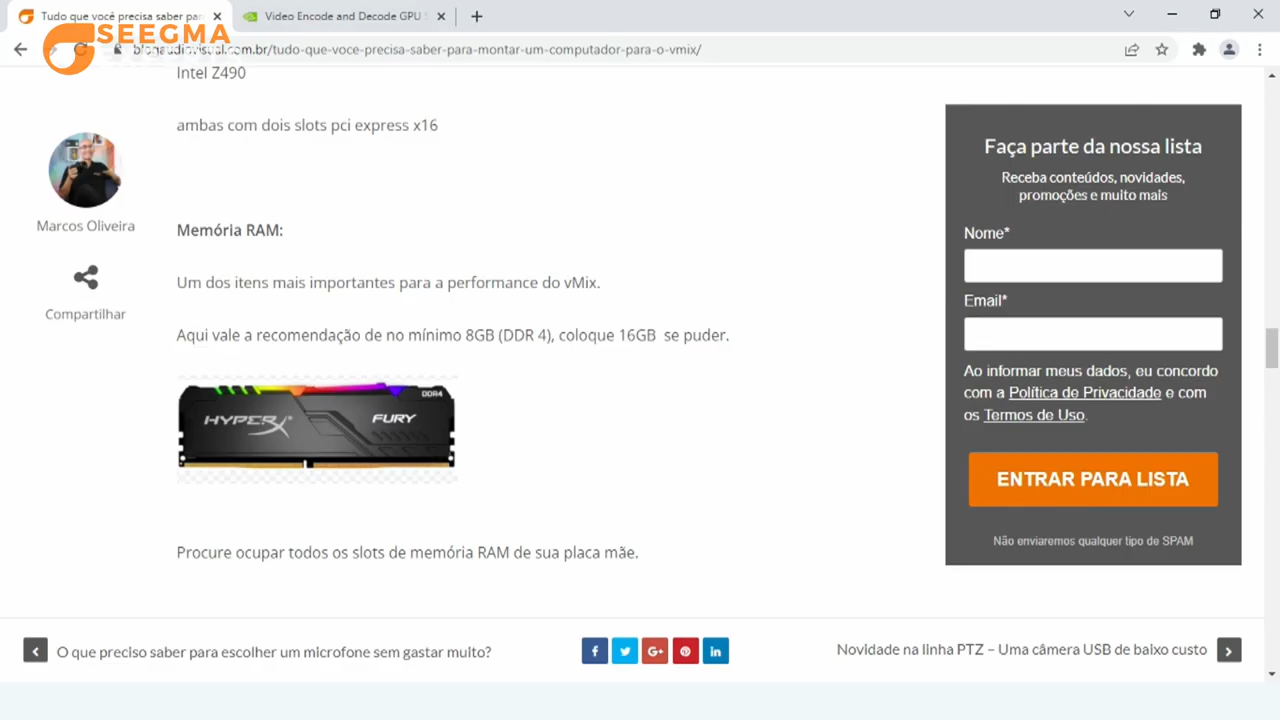 Tudo que você precisa saber par
Video Encode and Decode GPU
SEEGMA
blogaudiovisual.com.br/tudo-que-voce-precisa-saber-para-montar-um-computador-para-o-vmix/
Intel Z490
ambas com dois slots pci express x16
Marcos Oliveira
Compartilhar
Memória RAM:
Um dos itens mais importantes para a performance do vMix.
Aqui vale a recomendação de no mínimo 8GB (DDR 4), coloque 16GB se puder.
DDR4
HYPERX
FURY
Procure ocupar todos os slots de memória RAM de sua placa mãe.
Faça parte da nossa lista
Receba conteúdos, novidades,
promoções e muito mais
Nome*
Email*
Ao informar meus dados, eu concordo
com a Política de Privacidade e com
os Termos de Uso.
ENTRAR PARA LISTA
Não enviaremos qualquer tipo de SPAM
O que preciso saber para escolher um microfone sem gastar muito?
f
G+
in
Novidade na linha PTZ – Uma câmera USB de baixo custo